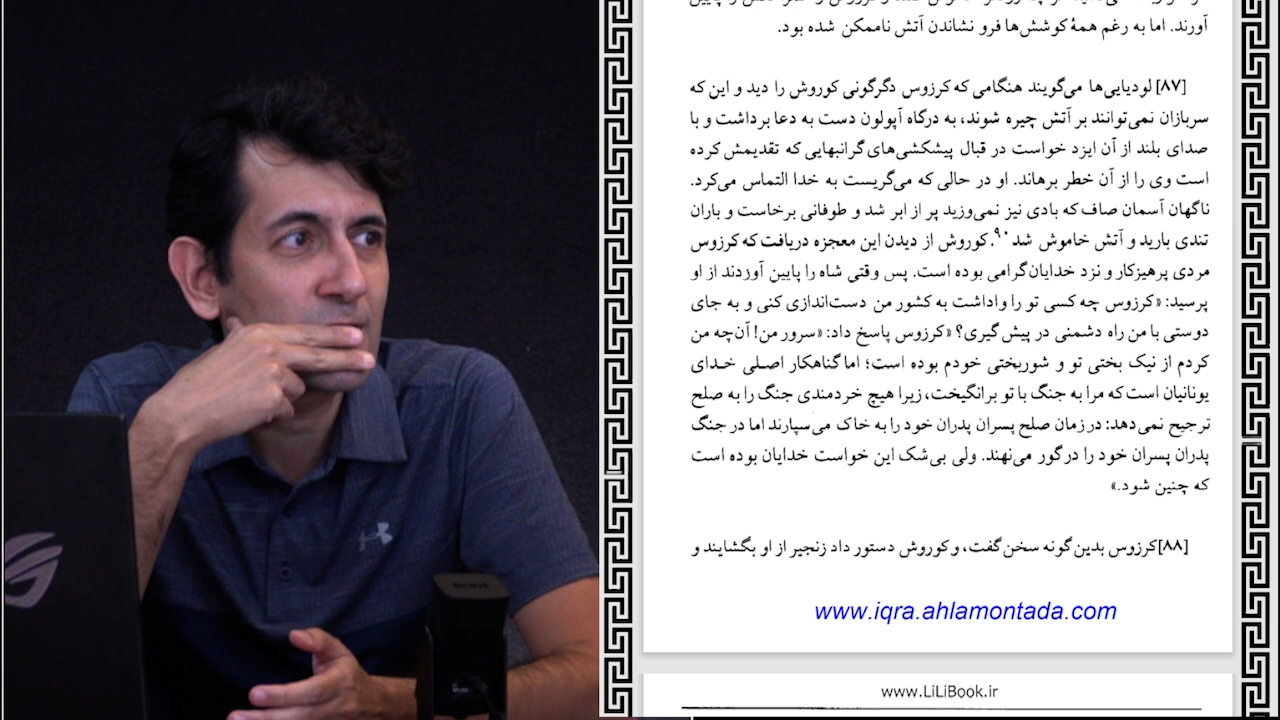 آورند. اما به رغم همهٔ کوشش‌ها فرو نشاندن آتش ناممکن شده بود.
[۸۷] لودیایی‌ها می‌گویند هنگامی که کرزوس دگرگونی کوروش را دید و این که
سربازان نمی‌توانند بر آتش چیره شوند، به درگاه آپولون دست به دعا برداشت و با
صدای بلند از آن ایزد خواست در قبال پیشکشی‌های گرانبهایی که تقدیمش کرده
است وی را از آن خطر برهاند. او در حالی که می‌گریست به خدا التماس می‌کرد.
ناگهان آسمان صاف که بادی نیز نمی‌وزید پر از ابر شد و طوفانی برخاست و باران
تندی بارید و آتش خاموش شد۹۰. کوروش از دیدن این معجزه دریافت که کرزوس
مردی پرهیزکار و نزد خدایان گرامی بوده است. پس وقتی شاه را پایین آوردند از او
پرسید: «کرزوس چه کسی تو را واداشت به کشور من دست‌اندازی کنی و به جای
دوستی با من راه دشمنی در پیش گیری؟ «کرزوس پاسخ داد: «سرور من! آن‌چه من
کردم از نیک بختی تو و شوربختی خودم بوده است؛ اما گناهکار اصلی خدای
یونانیان است که مرا به جنگ با تو برانگیخت، زیرا هیچ خردمندی جنگ را به صلح
ترجیح نمی‌دهد: در زمان صلح پسران پدران خود را به خاک می‌سپارند اما در جنگ
پدران پسران خود را درگور می‌نهند. ولی بی‌شک این خواست خدایان بوده است
که چنین شود.»
[۸۸] کرزوس بدین گونه سخن گفت، و کوروش دستور داد زنجیر از او بگشایند و
www.iqra.ahlamontada.com
www.LiLiBook.ir